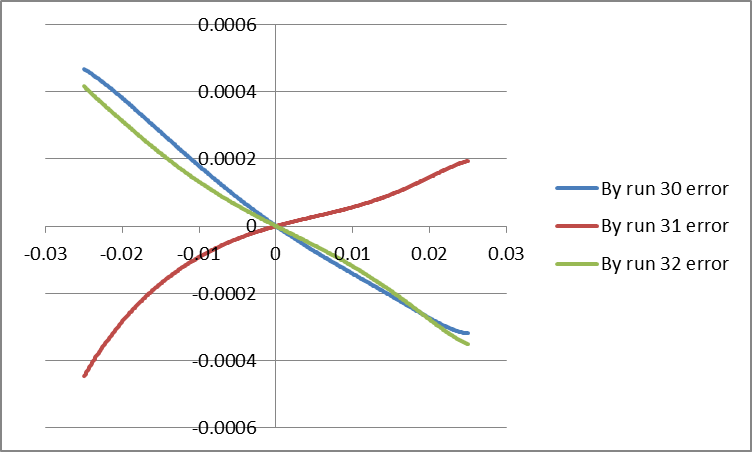 0.0006
0.0004
0.0002
0
-0.03 -0.02 -0.01 0 0.01 0.02 0.03
-0.0002
-0.0004
-0.0006
By run 30 error
By run 31 error
By run 32 error